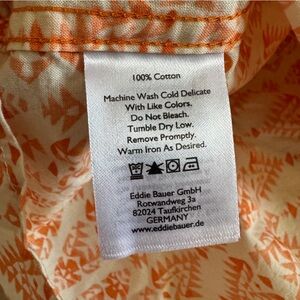 100% Cotton
Machine Wash Cold Delicate
With Like Colors.
Do Not Bleach.
Tumble Dry Low.
Remove Promptly.
Warm Iron As Desired.
Eddie Bauer GmbH
Rotwandweg 3a
82024 Taufkirchen
GERMANY
www.eddiebauer.de